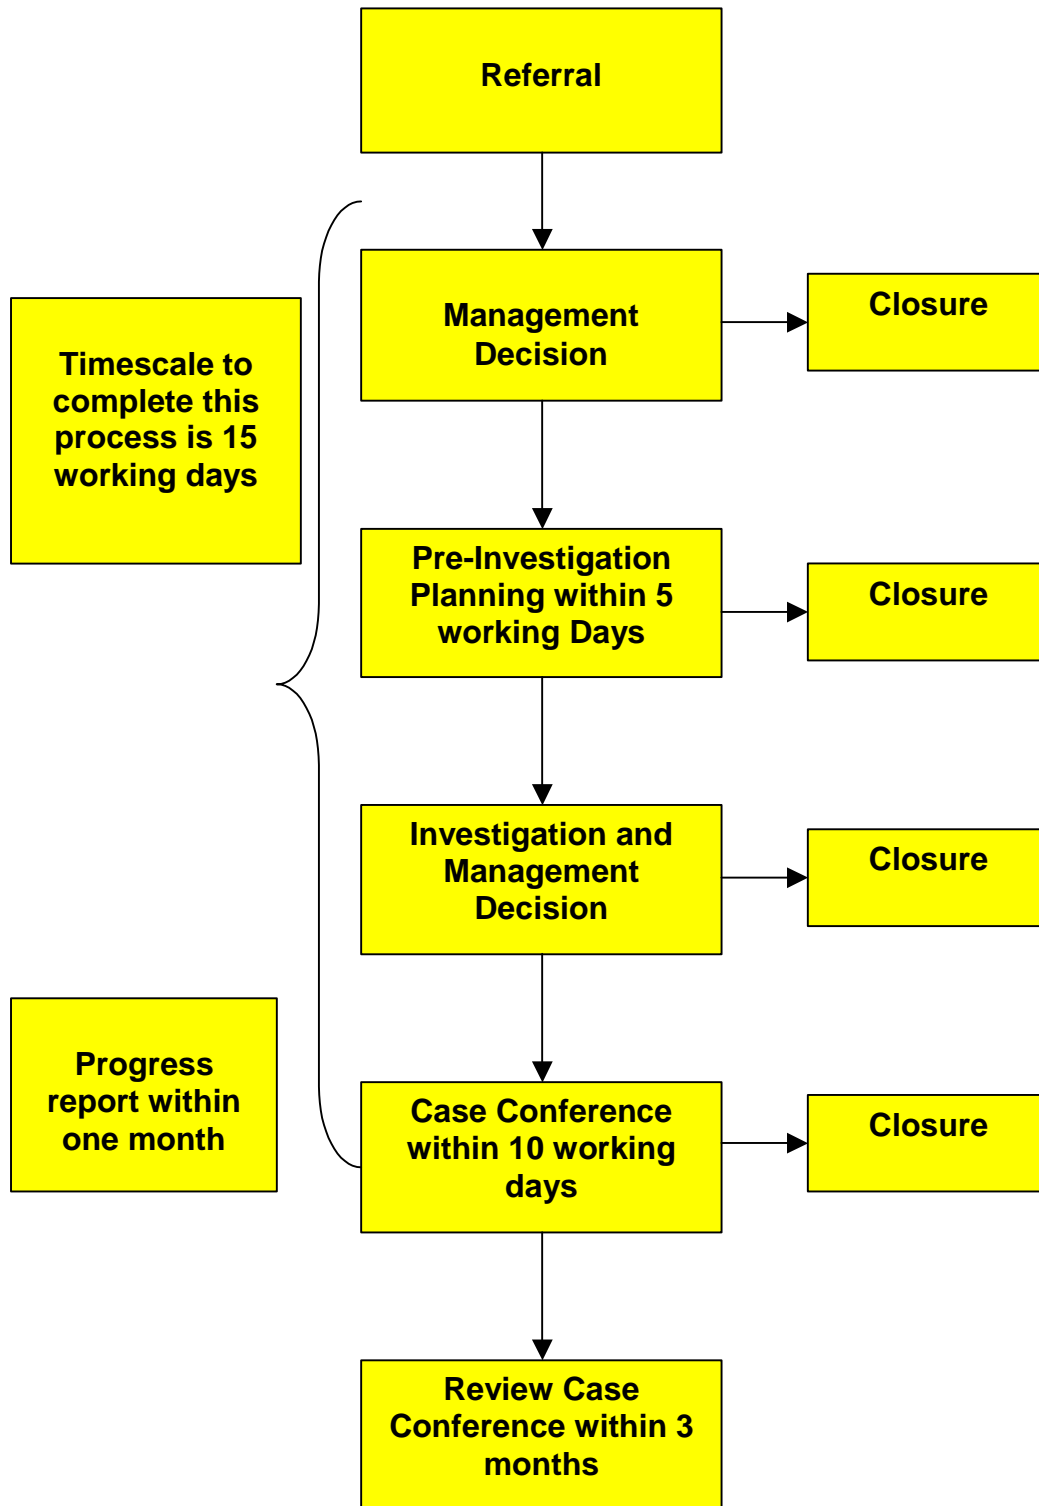 Referral
Management
Decision
Closure
Timescale to
complete this
process is 15
working days
Pre-Investigation
Planning within 5
working Days
Closure
Investigation and
Management
Decision
Closure
Progress
report within
one month
Case Conference
within 10 working
days
Closure
Review Case
Conference within 3
months